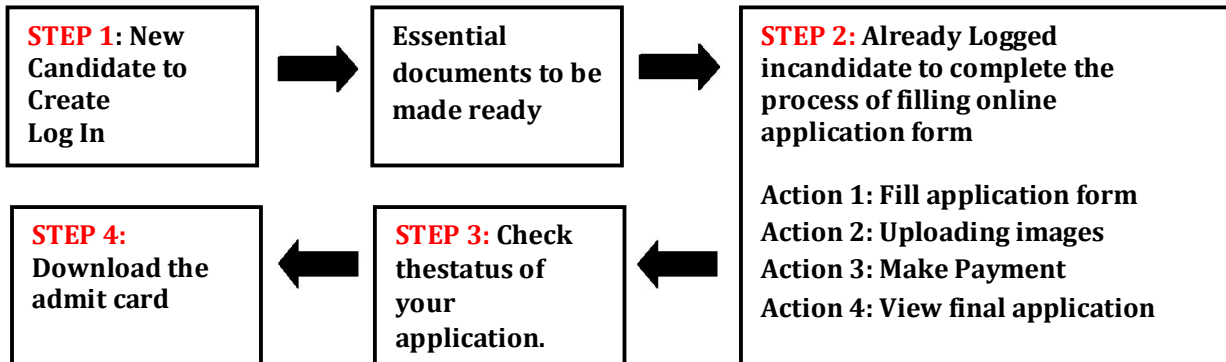 STEP 1: New
Candidate to
Create
Log In
Essential
documents to be
made ready
STEP 2: Already Logged
incandidate to complete the
process of filling online
application form
Action 1: Fill application form
Action 2: Uploading images
Action 3: Make Payment
Action 4: View final application
STEP 3: Check
thestatus of
your
application.
STEP 4:
Download the
admit card